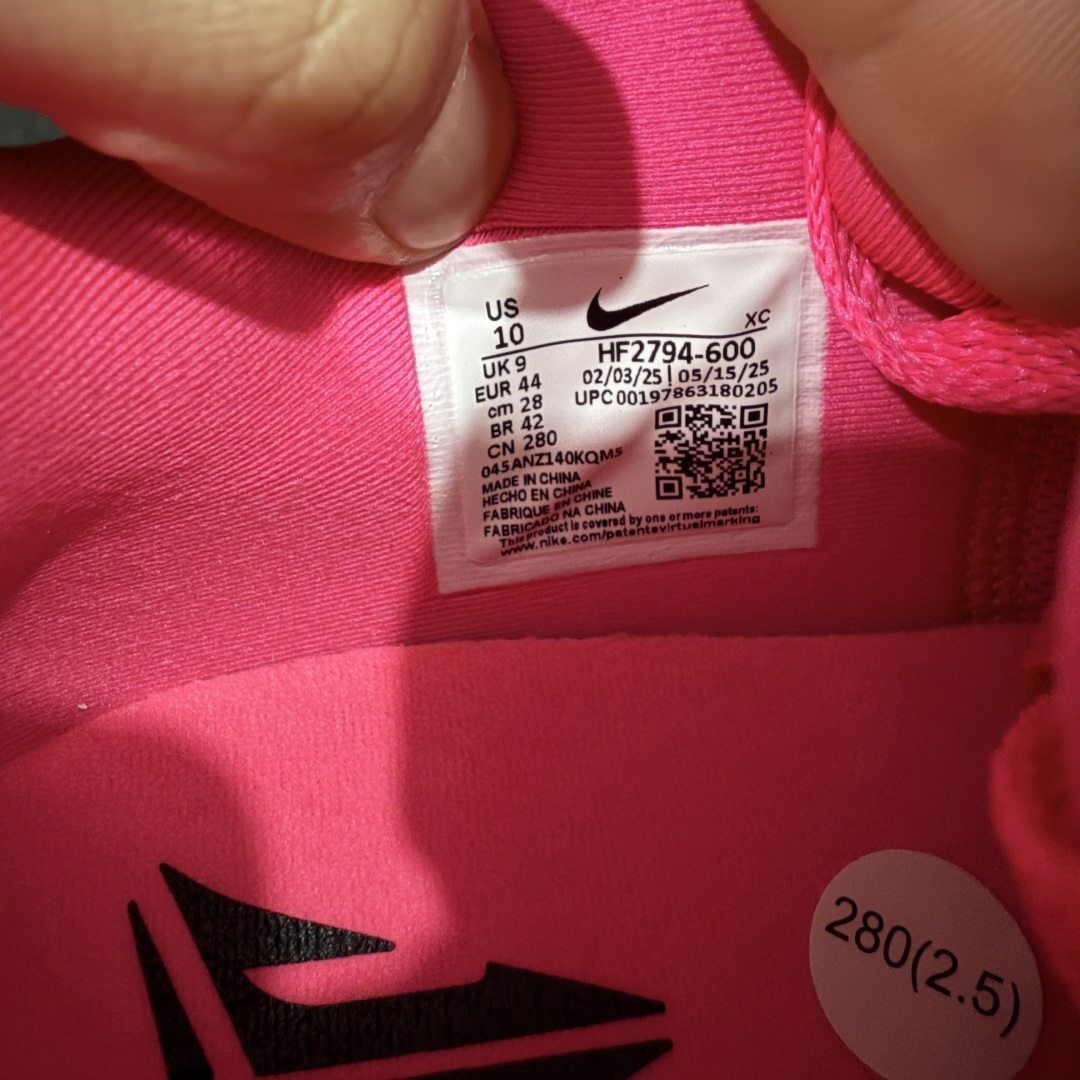 US
10
XC
UK 9
EUR 44
cm 28
BR 42
CN 280
HF2794-600
02/03/25 | 05/15/25
UPC 00197863180205
045ANZ140KQM5
MADE IN CHINA
HECHO EN CHINA
FABRIQUE EN CHINE
FABRICADO NA CHINA
This product is covered by one or more patents:
www.nike.com/patentavirtualmarking
280(2.5)